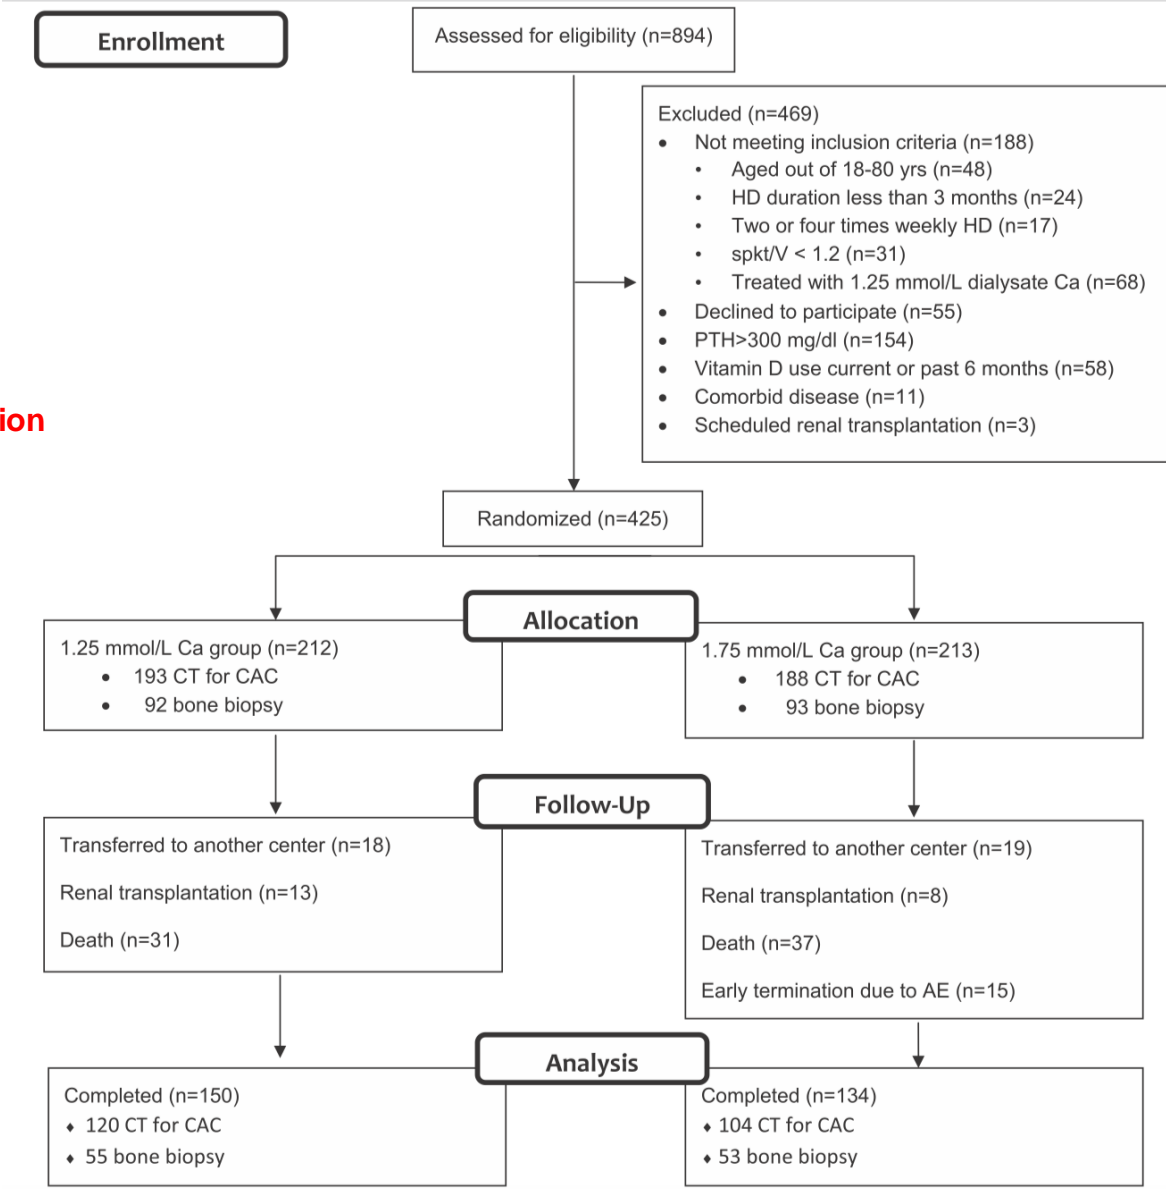 Enrollment
Assessed for eligibility (n=894)
Excluded (n=469)
• Not meeting inclusion criteria (n=188)
• Aged out of 18-80 yrs (n=48)
• HD duration less than 3 months (n=24)
• Two or four times weekly HD (n=17)
• spkt/V < 1.2 (n=31)
• Treated with 1.25 mmol/L dialysate Ca (n=68)
• Declined to participate (n=55)
• PTH>300 mg/dl (n=154)
• Vitamin D use current or past 6 months (n=58)
• Comorbid disease (n=11)
• Scheduled renal transplantation (n=3)
ion
Randomized (n=425)
Allocation
1.25 mmol/L Ca group (n=212)
• 193 CT for CAC
• 92 bone biopsy
1.75 mmol/L Ca group (n=213)
• 188 CT for CAC
• 93 bone biopsy
Follow-Up
Transferred to another center (n=18)
Renal transplantation (n=13)
Death (n=31)
Transferred to another center (n=19)
Renal transplantation (n=8)
Death (n=37)
Early termination due to AE (n=15)
Analysis
Completed (n=150)
♦ 120 CT for CAC
♦ 55 bone biopsy
Completed (n=134)
♦ 104 CT for CAC
♦ 53 bone biopsy